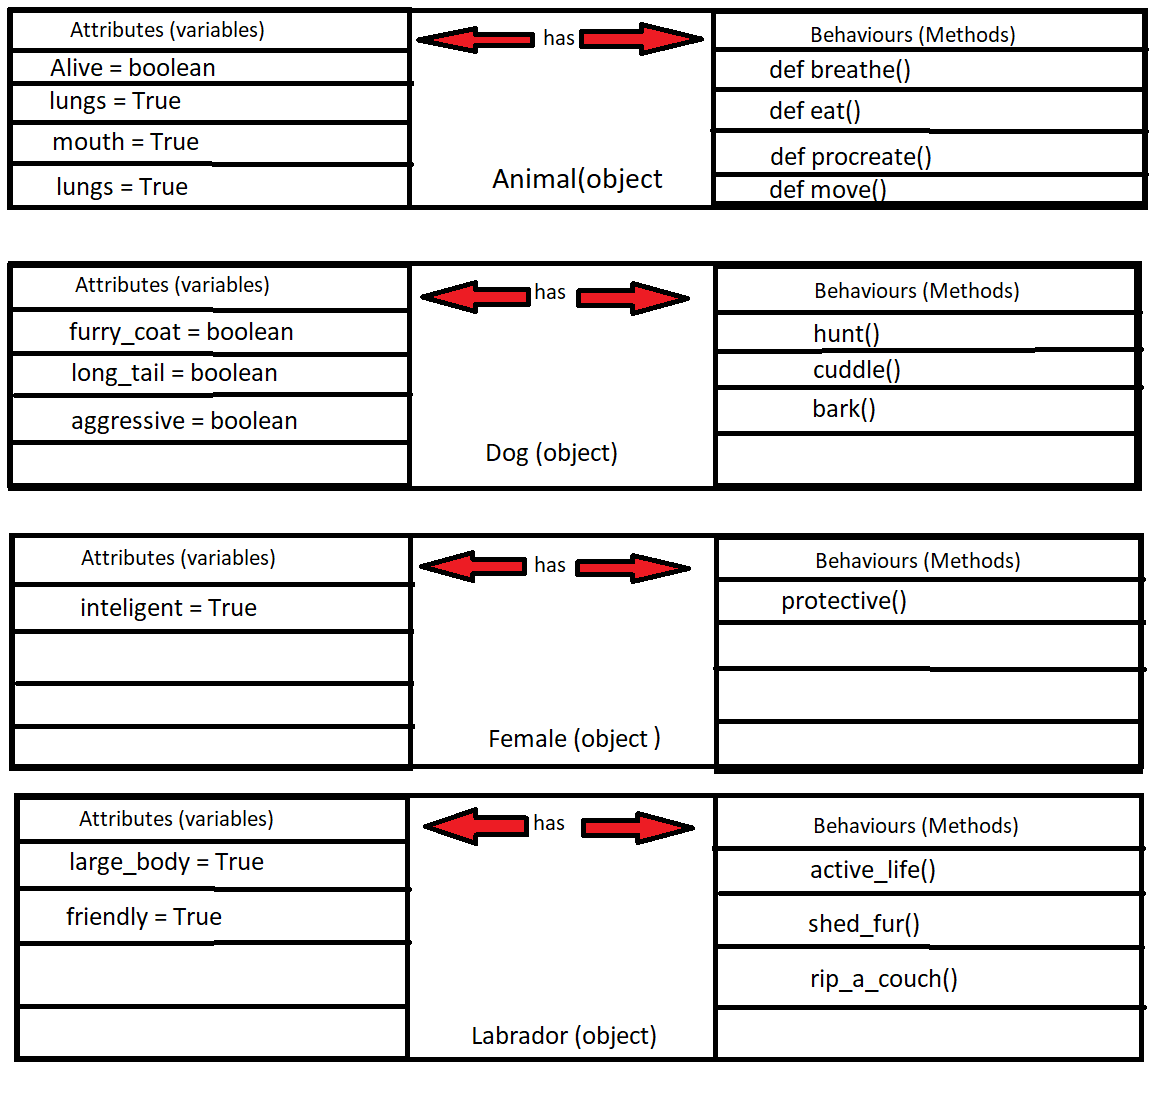 Attributes (variables)
has
Behaviours (Methods)
Alive = boolean
def breathe()
lungs = True
def eat()
mouth = True
def procreate()
lungs = True
Animal(object
def move()
Attributes (variables)
has
Behaviours (Methods)
furry_coat = boolean
hunt()
long_tail = boolean
cuddle()
aggressive = boolean
bark()
Dog (object)
Attributes (variables)
has
Behaviours (Methods)
inteligent = True
protective()
Female (object )
Attributes (variables)
has
Behaviours (Methods)
large_body = True
active_life()
friendly = True
shed_fur()
rip_a_couch()
Labrador (object)